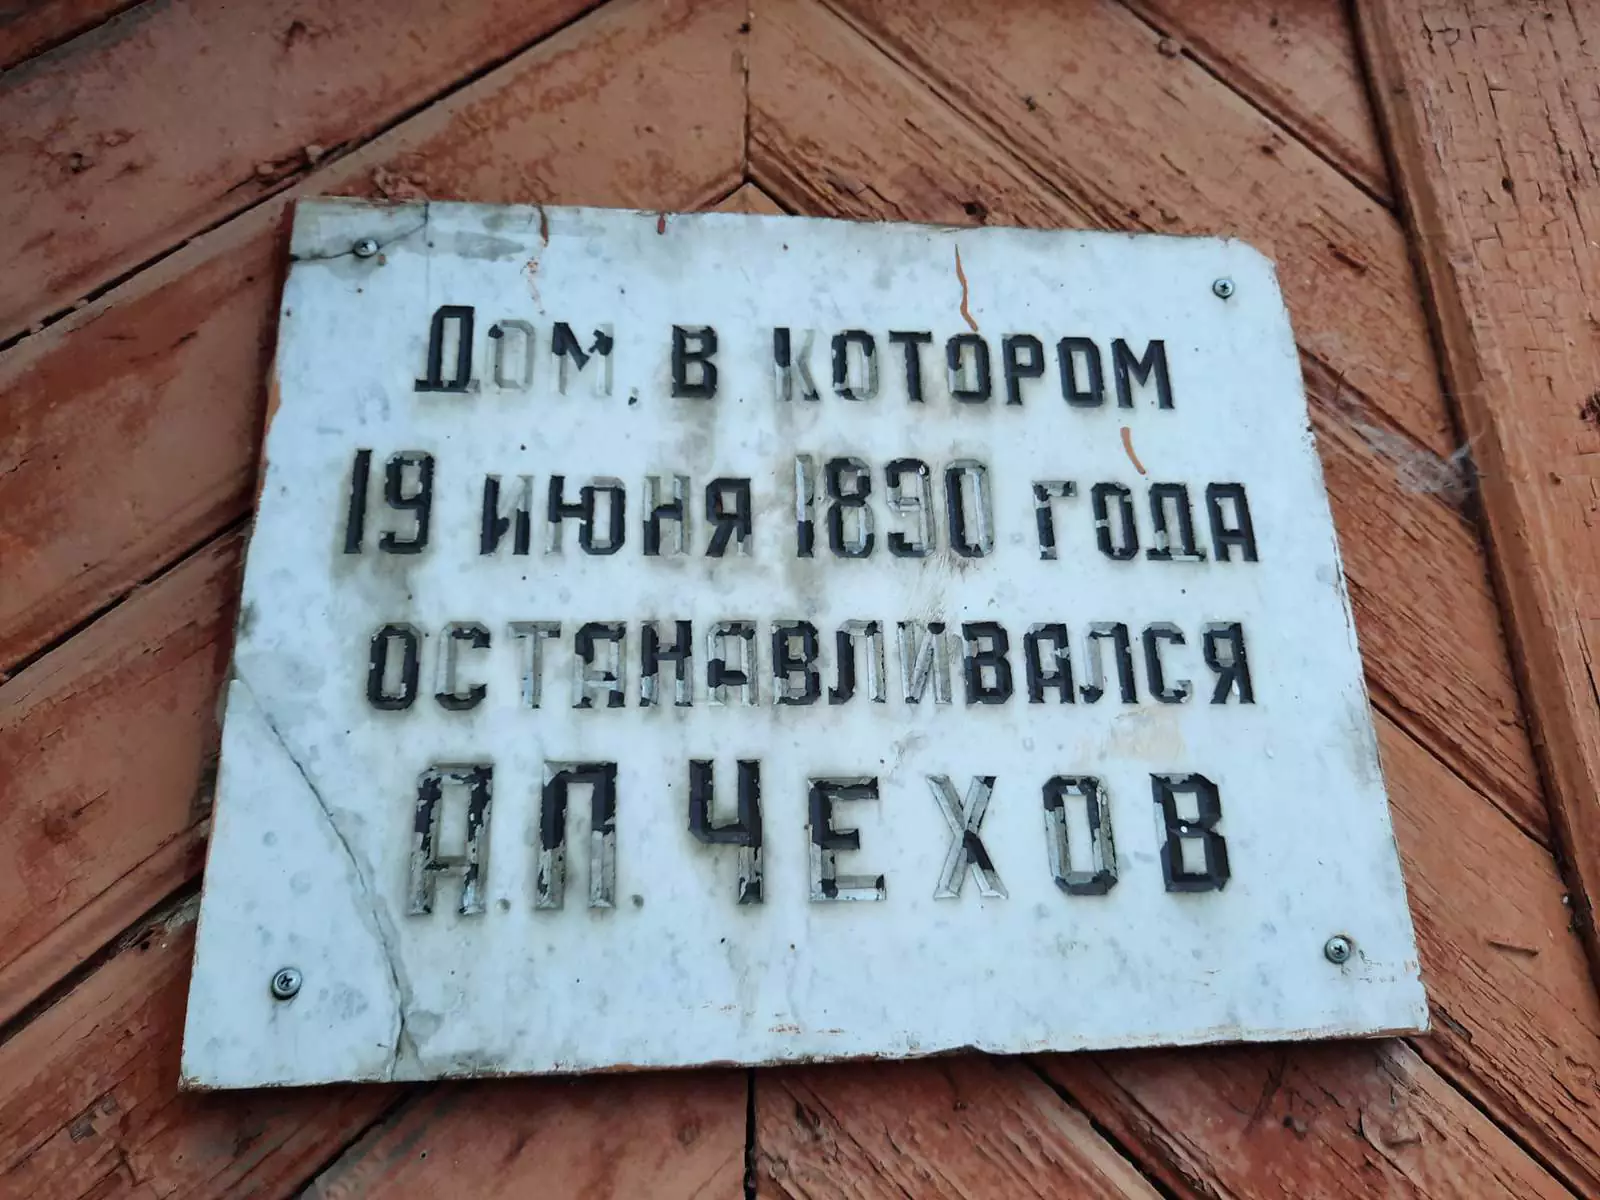 Дом, в котором
19 июня 1890 года
останавливался
А.П. Чехов